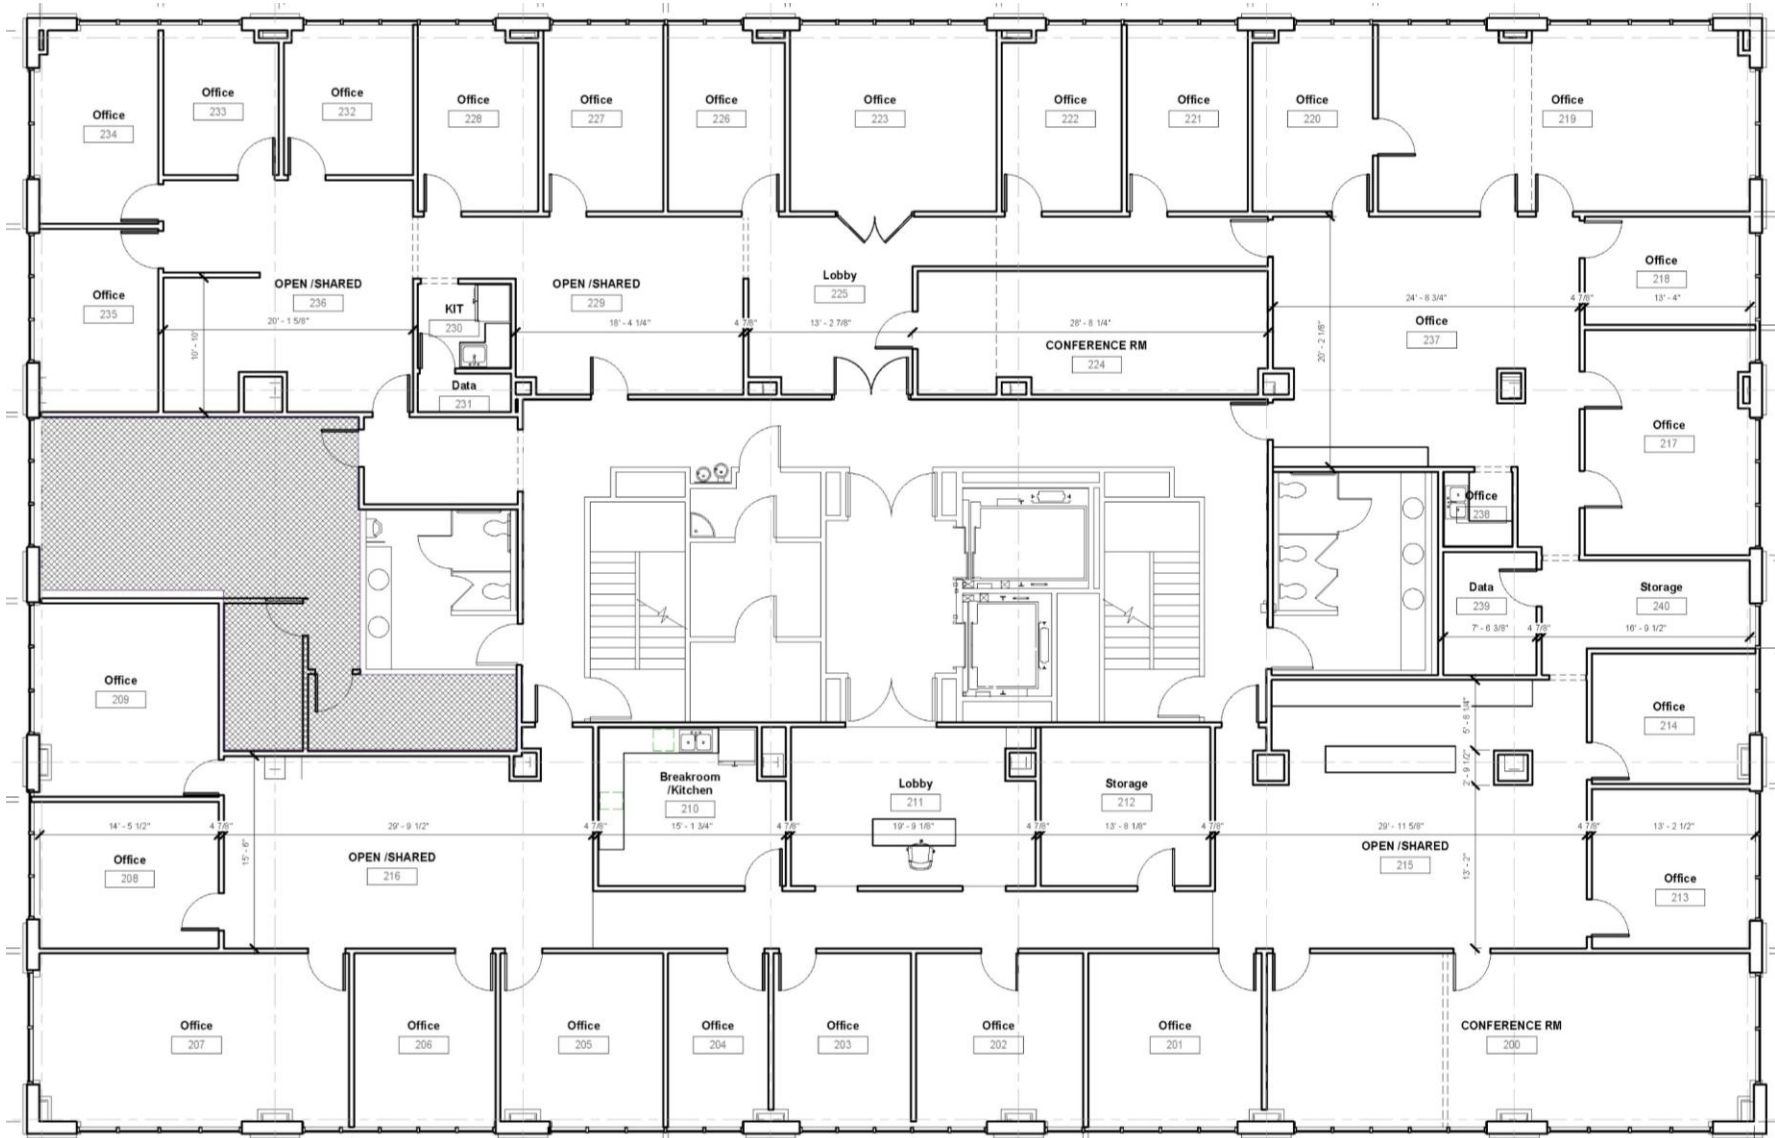 Office
234
Office
233
Office
232
Office
228
Office
227
Office
226
Office
223
Office
222
Office
221
Office
220
Office
219
Office
235
OPEN /SHARED
236
20' - 1 5/8"
10' - 10"
KIT
230
Data
231
OPEN /SHARED
229
18' - 4 1/4"
4 7/8"
Lobby
225
13' - 2 7/8"
28' - 8 1/4"
CONFERENCE RM
224
24' - 8 3/4"
4 7/8"
13' - 4"
Office
237
20' - 2 1/8"
Office
218
Office
217
Office
238
Data
239
7' - 6 3/8"
4 7/8"
Storage
240
16' - 9 1/2"
Office
209
Office
214
5' - 8 1/4"
2' - 9 1/2"
Breakroom
/Kitchen
210
15' - 1 3/4"
Lobby
211
19' - 9 1/8"
Storage
212
13' - 8 1/8"
14' - 5 1/2"
4 7/8"
29' - 9 1/2"
4 7/8"
4 7/8"
4 7/8"
4 7/8"
29' - 11 5/8"
4 7/8"
13' - 2 1/2"
Office
208
15' - 6"
OPEN /SHARED
216
OPEN /SHARED
215
13' - 2"
Office
213
Office
207
Office
206
Office
205
Office
204
Office
203
Office
202
Office
201
CONFERENCE RM
200